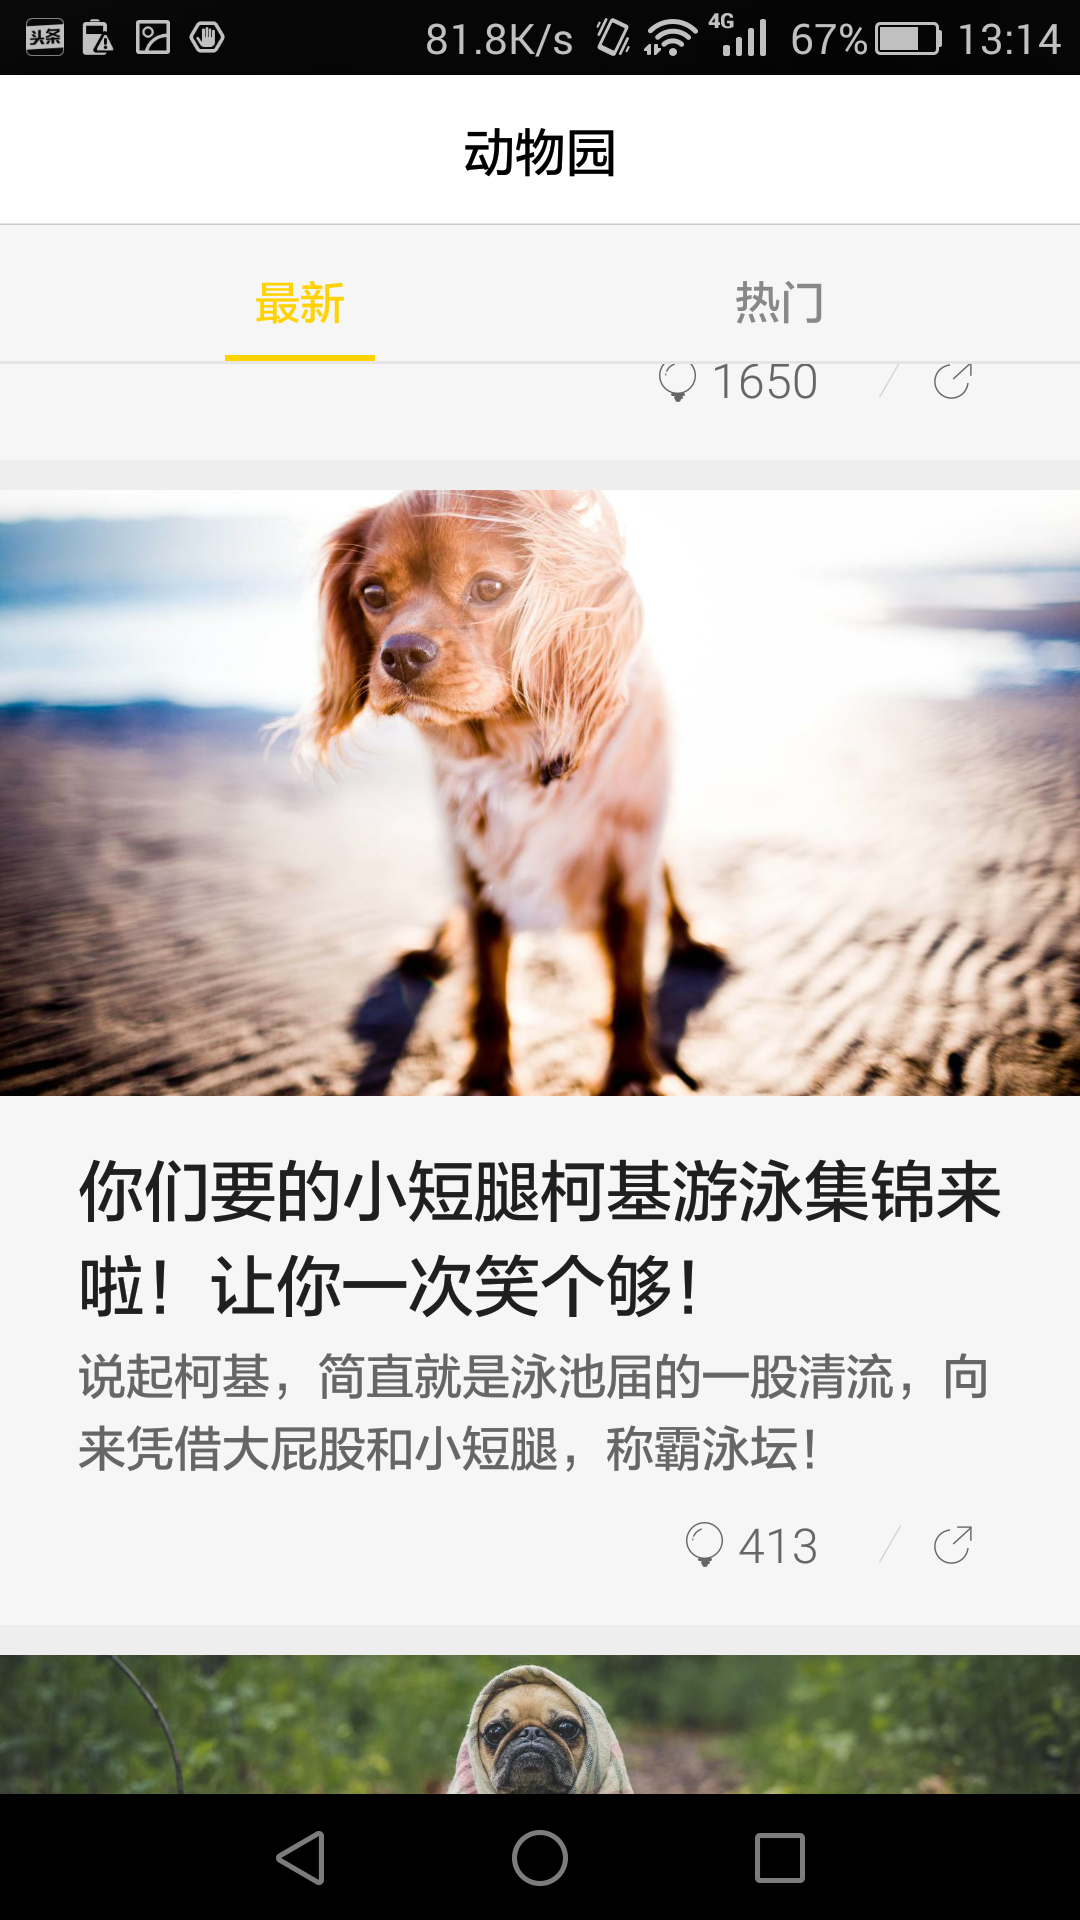 头条 81.8K/s 4G 67% 13:14
动物园
最新 热门
1650
你们要的小短腿柯基游泳集锦来
啦！让你一次笑个够！
说起柯基，简直就是泳池届的一股清流，向
来凭借大屁股和小短腿，称霸泳坛！
413